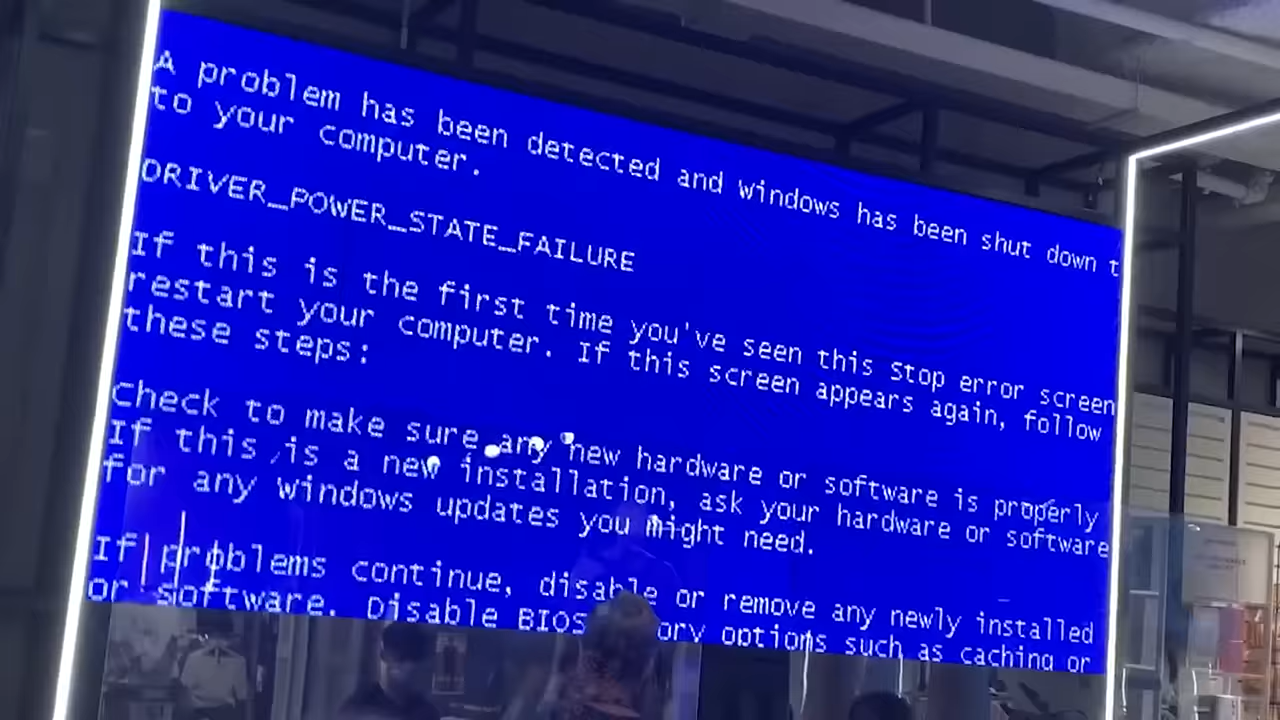 A problem has been detected and windows has been shut down t
to your computer.
DRIVER_POWER_STATE_FAILURE
If this is the first time you've seen this Stop error screen
restart your computer. If this screen appears again, follow
these steps:
Check to make sure any new hardware or software is properly
If this is a new installation, ask your hardware or software
for any windows updates you might need.
If problems continue, disable or remove any newly installed
or software. Disable BIOS ory options such as caching or